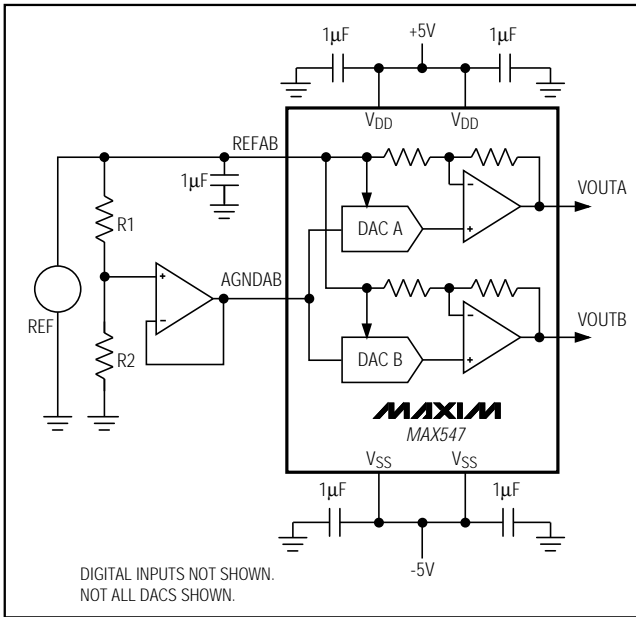 1μF
+5V
1μF
VDD
VDD
REFAB
1μF
R1
VOUTA
DAC A
AGNDAB
REF
R2
VOUTB
DAC B
MAXIM
MAX547
VSS
VSS
1μF
1μF
-5V
DIGITAL INPUTS NOT SHOWN.
NOT ALL DACS SHOWN.